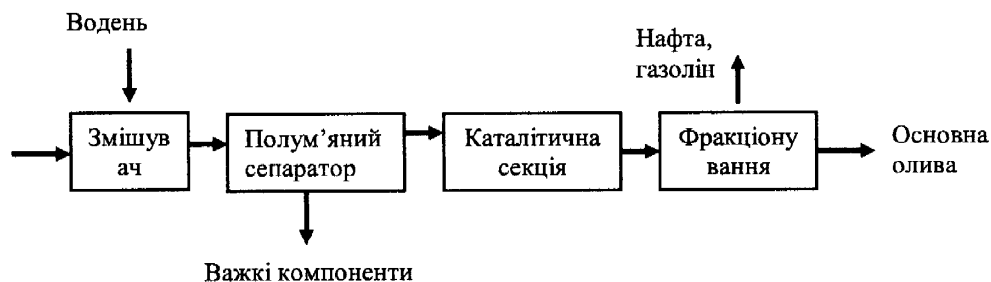 Водень
Нафта,
газолін
Змішув
ач
Полум’яний
сепаратор
Каталітична
секція
Фракціону
вання
Основна
олива
Важкі компоненти